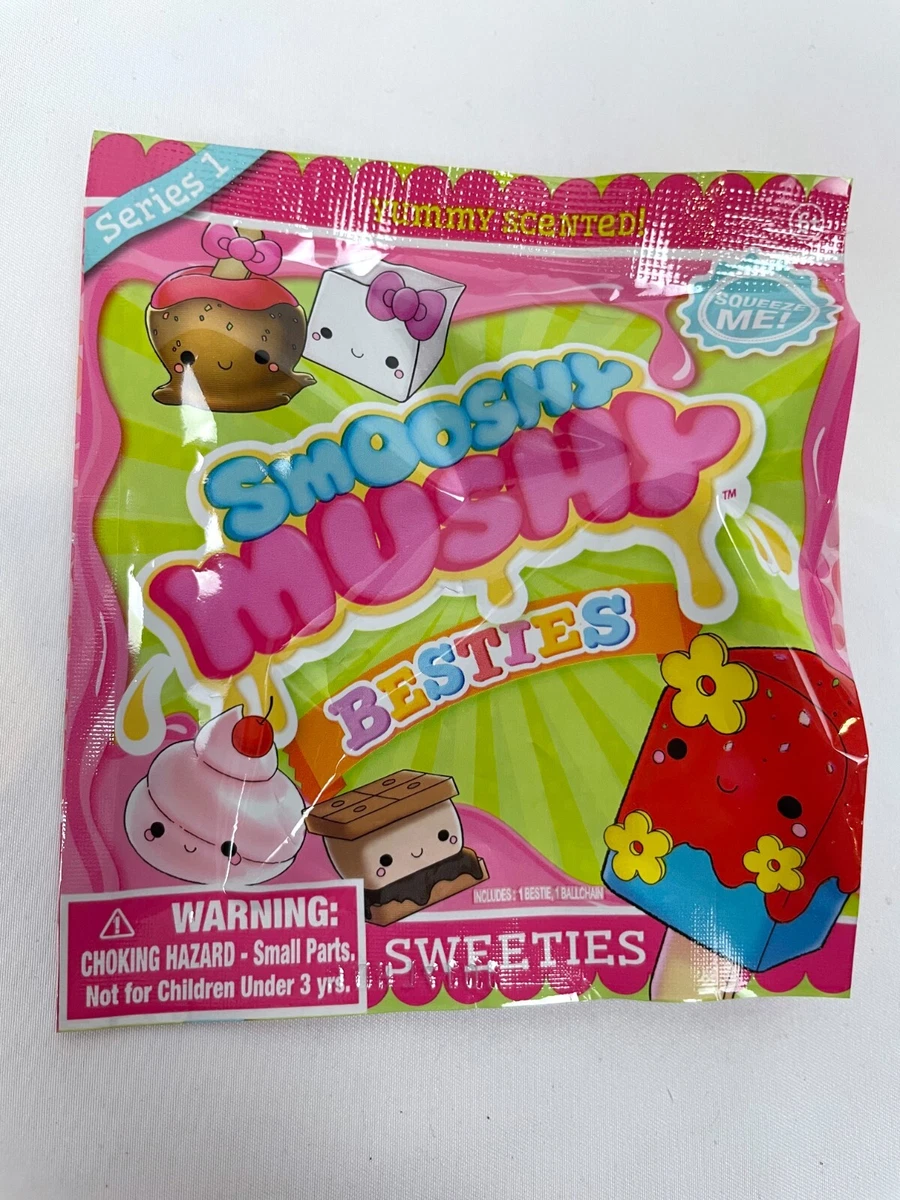 Series 1
YUMMY SCENTED!
SQUEEZE
ME!
SMOOSHY
MUSHY
TM
BESTIES
INCLUDES: 1 BESTIE, 1 BALLCHAIN
WARNING:
CHOKING HAZARD - Small Parts.
Not for Children Under 3 yrs.
SWEETIES